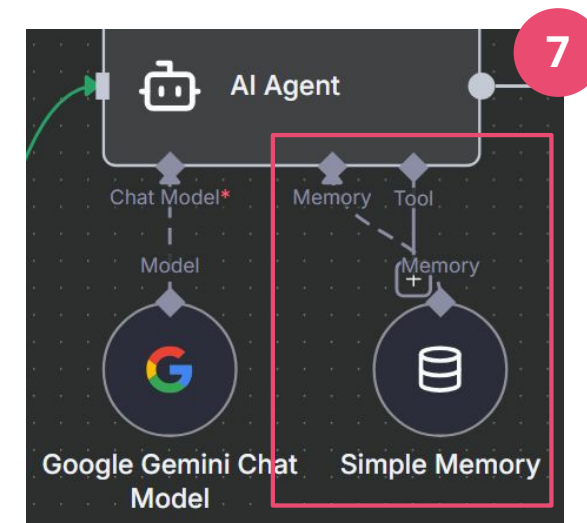 7
AI Agent
Chat Model*
Memory
Tool
Model
Memory
+
Google Gemini Chat
Model
Simple Memory